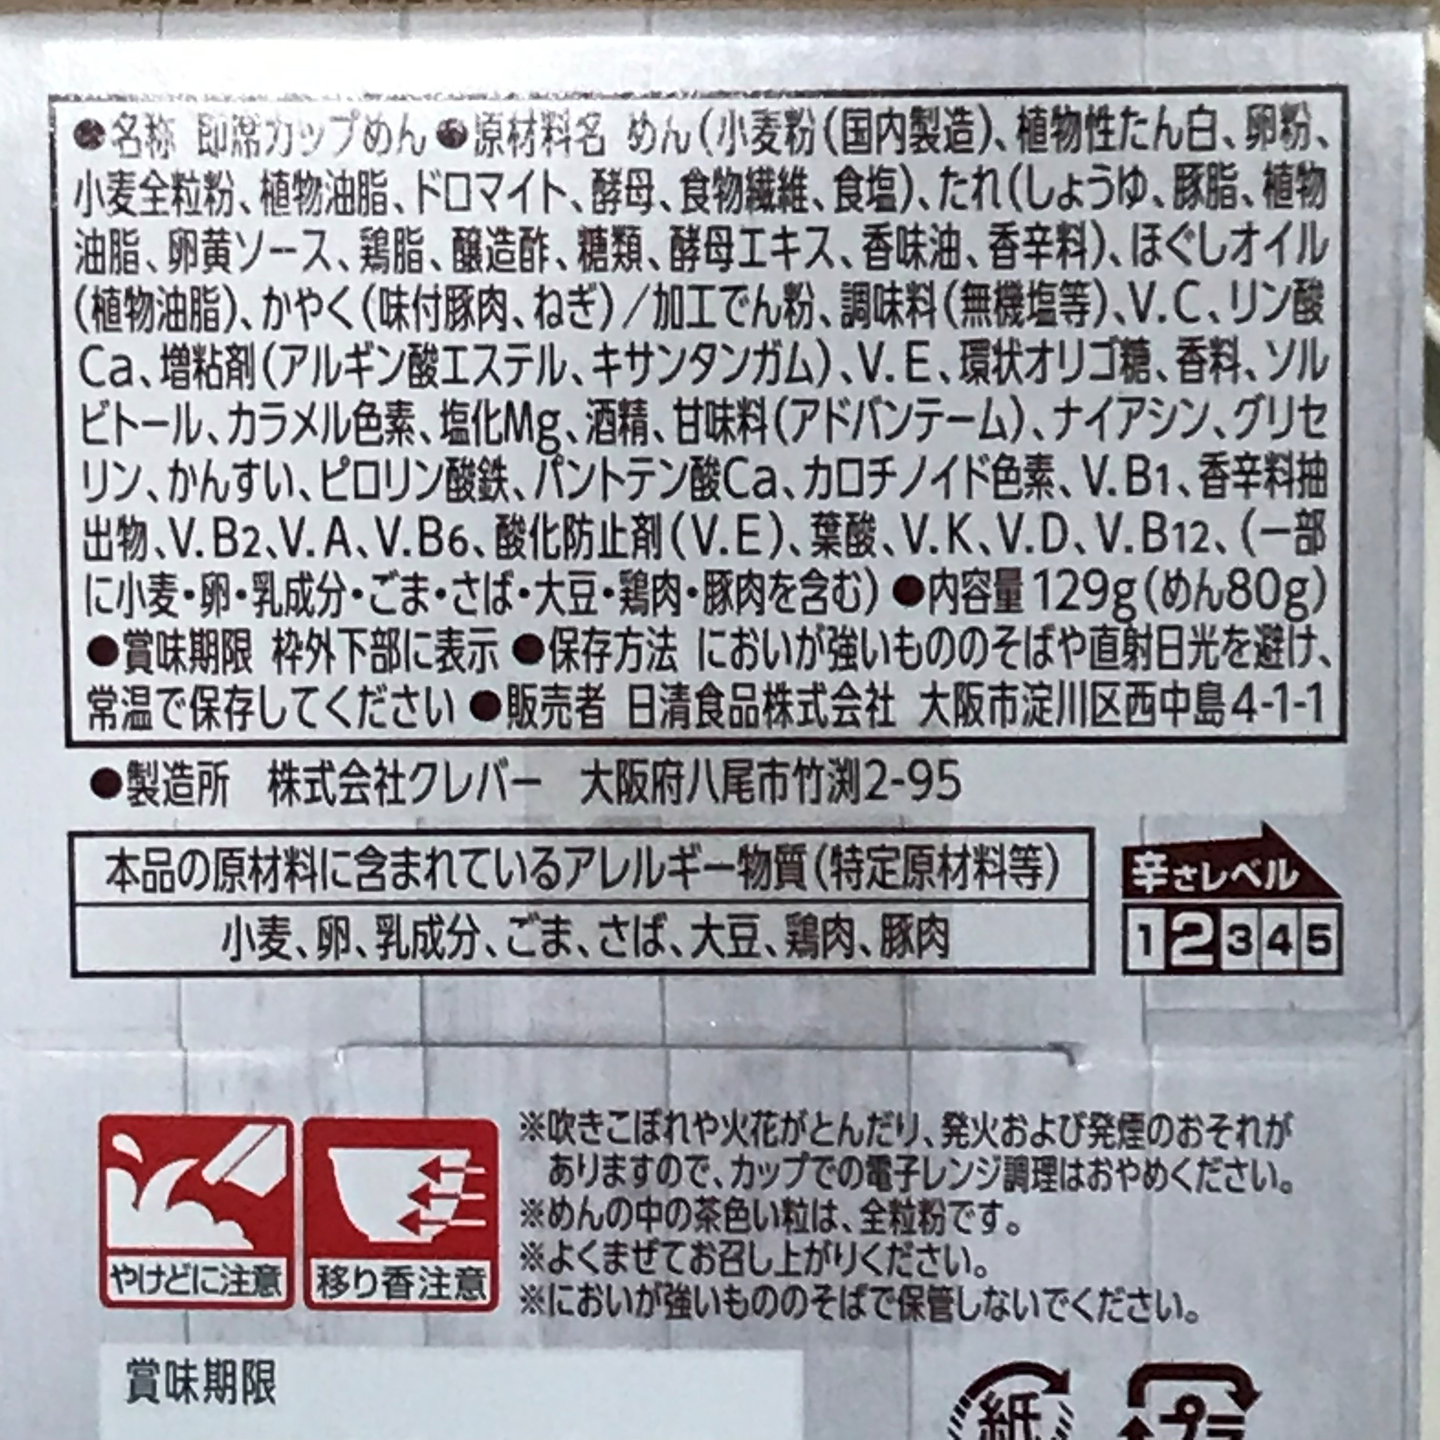 ●名称 即席カップめん ●原材料名 めん(小麦粉(国内製造)、植物性たん白、卵粉、
小麦全粒粉、植物油脂、ドロマイト、酵母、食物繊維、食塩)、たれ(しょうゆ、豚脂、植物
油脂、卵黄ソース、鶏脂、醸造酢、糖類、酵母エキス、香味油、香辛料)、ほぐしオイル
(植物油脂)、かやく(味付豚肉、ねぎ)/加工でん粉、調味料(無機塩等)、V.C、リン酸
Ca、増粘剤(アルギン酸エステル、キサンタンガム)、V.E、環状オリゴ糖、香料、ソル
ビトール、カラメル色素、塩化Mg、酒精、甘味料(アドバンテーム)、ナイアシン、グリセ
リン、かんすい、ピロリン酸鉄、パントテン酸Ca、カロチノイド色素、V.B1、香辛料抽
出物、V.B2、V.A、V.B6、酸化防止剤(V.E)、葉酸、V.K、V.D、V.B12、(一部
に小麦・卵・乳成分・ごま・さば・大豆・鶏肉・豚肉を含む) ●内容量 129g(めん80g)
●賞味期限 枠外下部に表示 ●保存方法 においが強いもののそばや直射日光を避け、
常温で保存してください ●販売者 日清食品株式会社 大阪市淀川区西中島4-1-1
●製造所 株式会社クレバー 大阪府八尾市竹渕2-95
本品の原材料に含まれているアレルギー物質(特定原材料等)
小麦、卵、乳成分、ごま、さば、大豆、鶏肉、豚肉
辛さレベル
1 2 3 4 5
※吹きこぼれや火花がとんだり、発火および発煙のおそれが
ありますので、カップでの電子レンジ調理はおやめください。
※めんの中の茶色い粒は、全粒粉です。
※よくまぜてお召し上がりください。
※においが強いもののそばで保管しないでください。
やけどに注意
移り香注意
賞味期限
紙
プラ